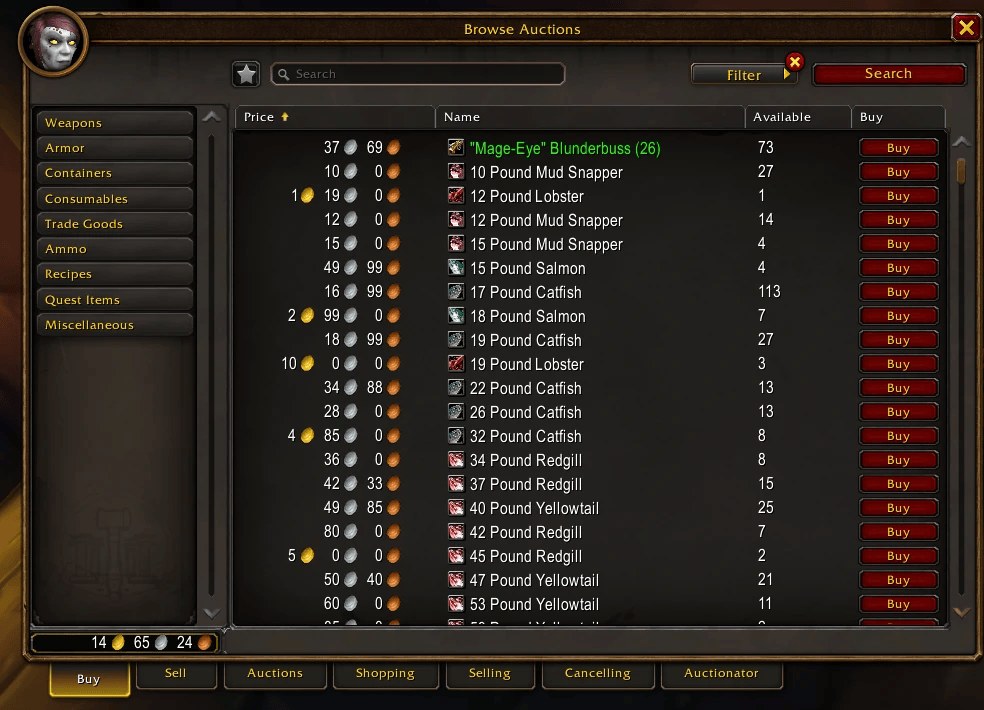 Browse Auctions
Search
Filter
Search
Weapons
Armor
Containers
Consumables
Trade Goods
Ammo
Recipes
Quest Items
Miscellaneous
Price Name Available Buy
37 69 "Mage-Eye" Blunderbuss (26) 73 Buy
10 0 10 Pound Mud Snapper 27 Buy
1 19 0 12 Pound Lobster 1 Buy
12 0 12 Pound Mud Snapper 14 Buy
15 0 15 Pound Mud Snapper 4 Buy
49 99 15 Pound Salmon 4 Buy
16 99 17 Pound Catfish 113 Buy
2 99 0 18 Pound Salmon 7 Buy
18 99 19 Pound Catfish 27 Buy
10 0 0 19 Pound Lobster 3 Buy
34 88 22 Pound Catfish 13 Buy
28 0 26 Pound Catfish 13 Buy
4 85 0 32 Pound Catfish 8 Buy
36 0 34 Pound Redgill 8 Buy
42 33 37 Pound Redgill 15 Buy
49 85 40 Pound Yellowtail 25 Buy
80 0 42 Pound Redgill 7 Buy
5 0 0 45 Pound Redgill 2 Buy
50 40 47 Pound Yellowtail 21 Buy
60 0 53 Pound Yellowtail 11 Buy
14 65 24
Buy Sell Auctions Shopping Selling Cancelling Auctionator